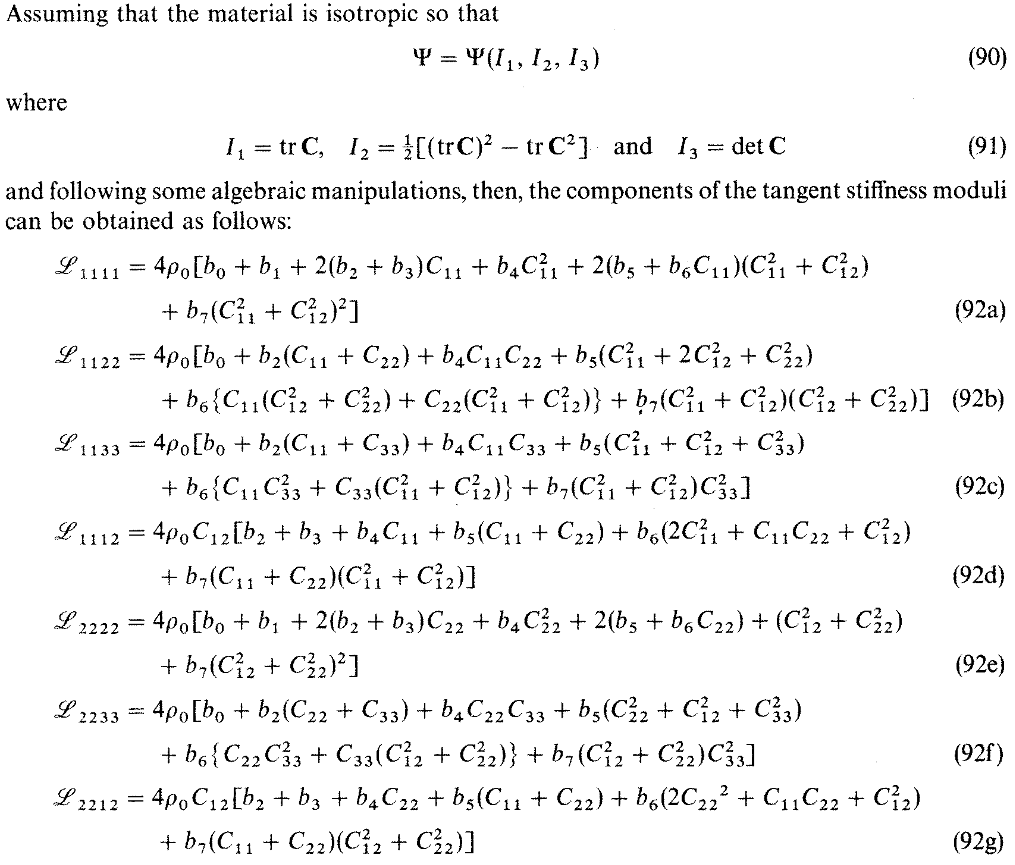 Assuming that the material is isotropic so that
Ψ = Ψ(I₁, I₂, I₃) (90)
where
I₁ = tr C, I₂ = ½[(trC)² − tr C²] and I₃ = det C (91)
and following some algebraic manipulations, then, the components of the tangent stiffness moduli
can be obtained as follows:
ℒ₁₁₁₁ = 4ρ₀[b₀ + b₁ + 2(b₂ + b₃)C₁₁ + b₄C₁₁² + 2(b₅ + b₆C₁₁)(C₁₁² + C₁₂²)
+ b₇(C₁₁² + C₁₂²)²] (92a)
ℒ₁₁₂₂ = 4ρ₀[b₀ + b₂(C₁₁ + C₂₂) + b₄C₁₁C₂₂ + b₅(C₁₁² + 2C₁₂² + C₂₂²)
+ b₆{C₁₁(C₁₂² + C₂₂²) + C₂₂(C₁₁² + C₁₂²)} + b₇(C₁₁² + C₁₂²)(C₁₂² + C₂₂²)] (92b)
ℒ₁₁₃₃ = 4ρ₀[b₀ + b₂(C₁₁ + C₃₃) + b₄C₁₁C₃₃ + b₅(C₁₁² + C₁₂² + C₃₃²)
+ b₆{C₁₁C₃₃² + C₃₃(C₁₁² + C₁₂²)} + b₇(C₁₁² + C₁₂²)C₃₃²] (92c)
ℒ₁₁₁₂ = 4ρ₀C₁₂[b₂ + b₃ + b₄C₁₁ + b₅(C₁₁ + C₂₂) + b₆(2C₁₁² + C₁₁C₂₂ + C₁₂²)
+ b₇(C₁₁ + C₂₂)(C₁₁² + C₁₂²)] (92d)
ℒ₂₂₂₂ = 4ρ₀[b₀ + b₁ + 2(b₂ + b₃)C₂₂ + b₄C₂₂² + 2(b₅ + b₆C₂₂) + (C₁₂² + C₂₂²)
+ b₇(C₁₂² + C₂₂²)²] (92e)
ℒ₂₂₃₃ = 4ρ₀[b₀ + b₂(C₂₂ + C₃₃) + b₄C₂₂C₃₃ + b₅(C₂₂² + C₁₂² + C₃₃²)
+ b₆{C₂₂C₃₃² + C₃₃(C₁₂² + C₂₂²)} + b₇(C₁₂² + C₂₂²)C₃₃²] (92f)
ℒ₂₂₁₂ = 4ρ₀C₁₂[b₂ + b₃ + b₄C₂₂ + b₅(C₁₁ + C₂₂) + b₆(2C₂₂² + C₁₁C₂₂ + C₁₂²)
+ b₇(C₁₁ + C₂₂)(C₁₂² + C₂₂²)] (92g)